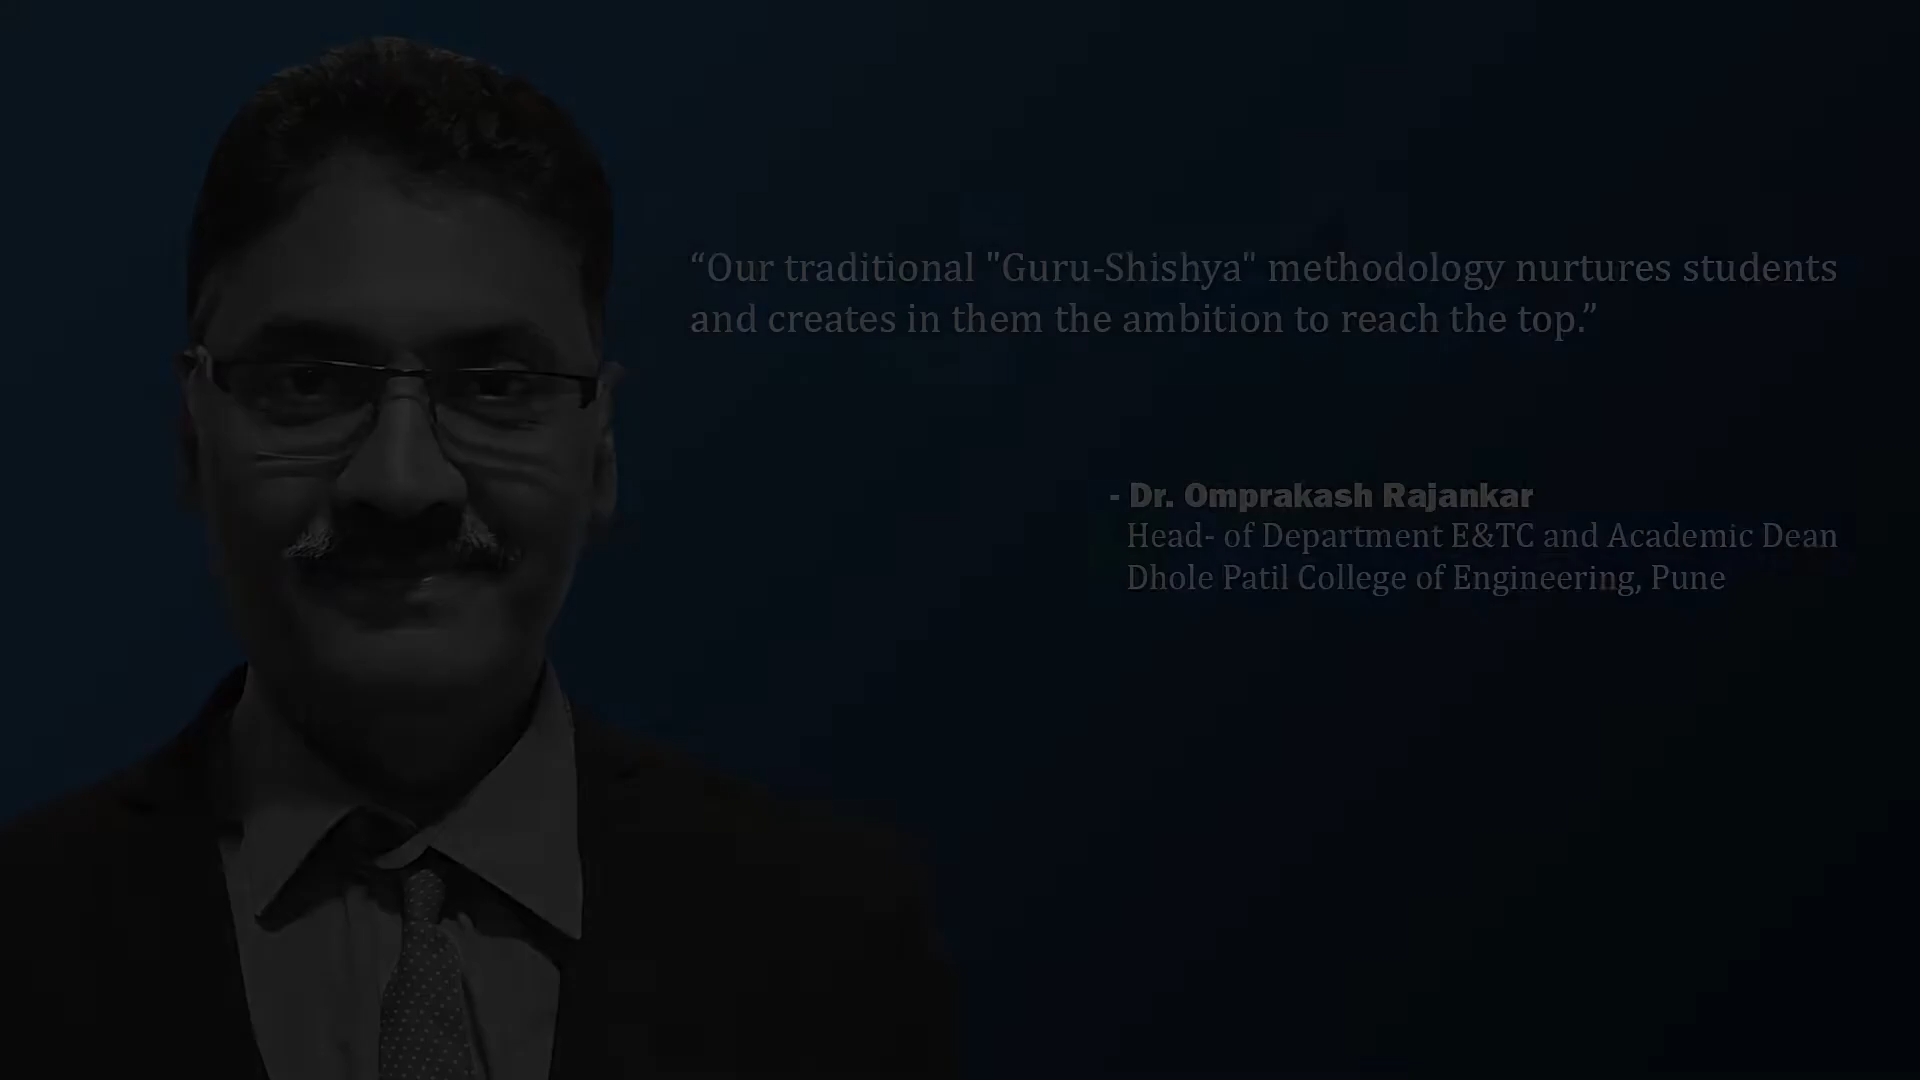 “Our traditional "Guru-Shishya" methodology nurtures students
and creates in them the ambition to reach the top.”
- Dr. Omprakash Rajankar
Head- of Department E&TC and Academic Dean
Dhole Patil College of Engineering, Pune